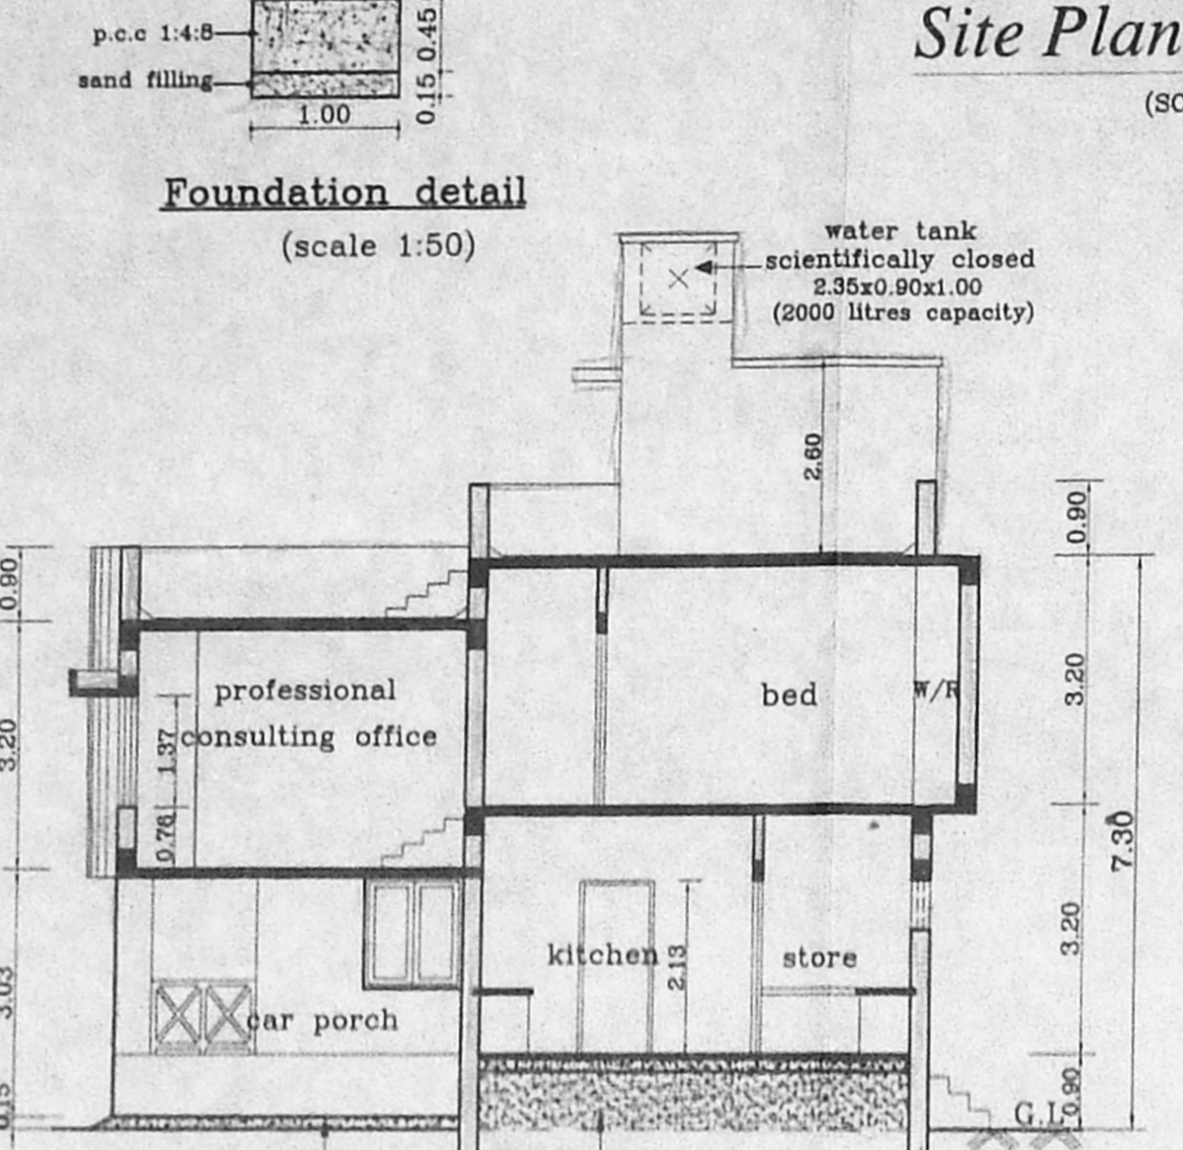 p.c.c 1:4:8
sand filling
0.45
0.15
1.00
Foundation detail
(scale 1:50)
Site Plan
(SC
water tank
scientifically closed
2.35x0.90x1.00
(2000 litres capacity)
2.60
0.90
0.90
professional
consulting office
1.37
0.76
bed
W/R
3.20
3.20
7.30
kitchen
2.13
store
3.20
car porch
3.03
0.15
G.L
0.90